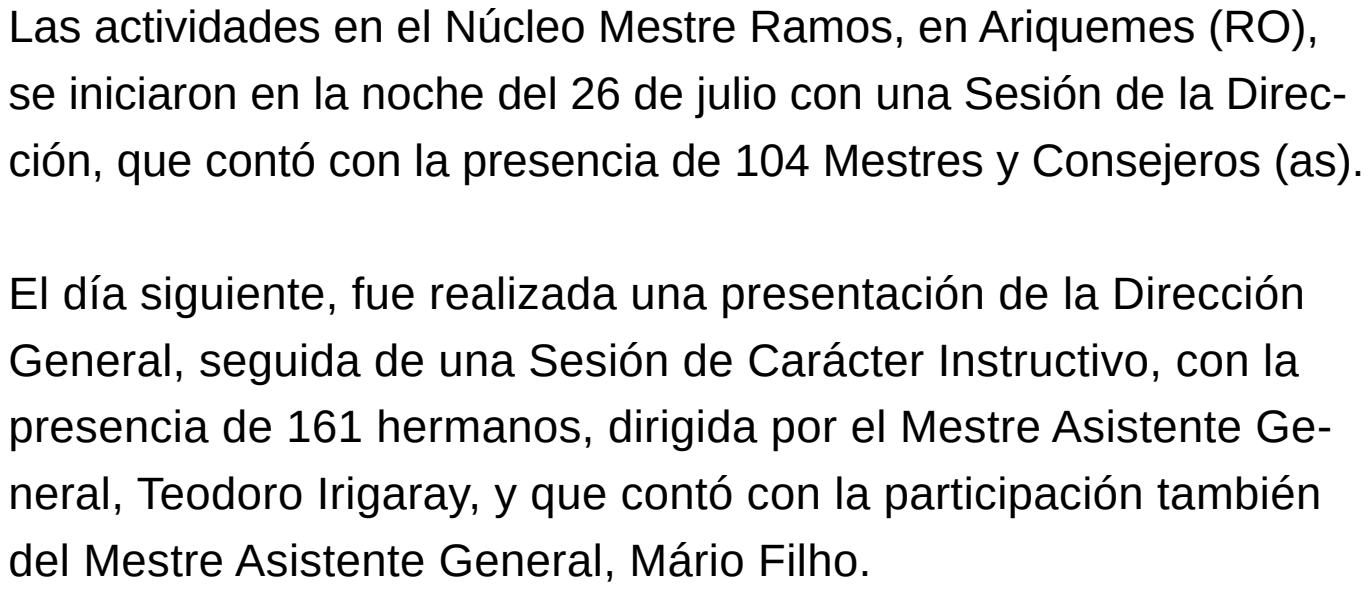 Las actividades en el Núcleo Mestre Ramos, en Ariquemes (RO),
se iniciaron en la noche del 26 de julio con una Sesión de la Direc-
ción, que contó con la presencia de 104 Mestres y Consejeros (as).
El día siguiente, fue realizada una presentación de la Dirección
General, seguida de una Sesión de Carácter Instructivo, con la
presencia de 161 hermanos, dirigida por el Mestre Asistente Ge-
neral, Teodoro Irigaray, y que contó con la participación también
del Mestre Asistente General, Mário Filho.